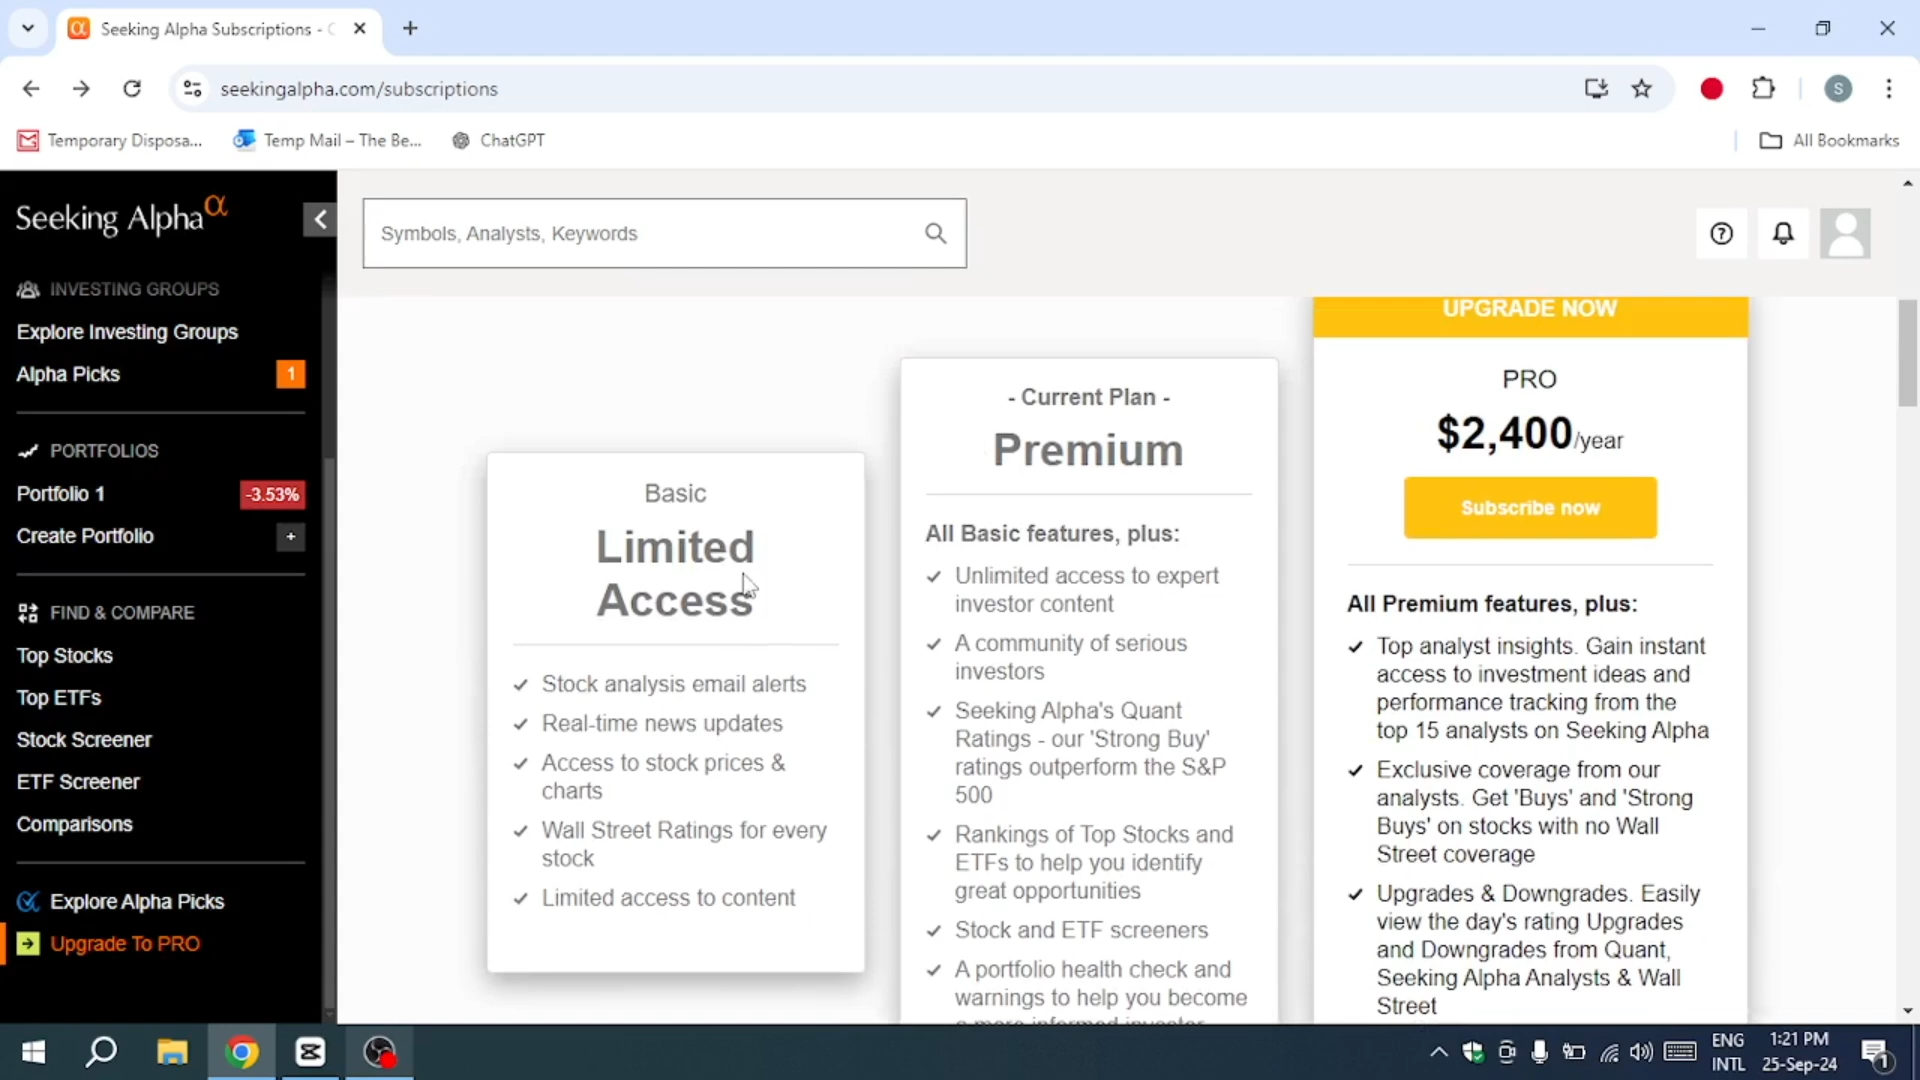 Seeking Alpha Subscriptions - C
seekingalpha.com/subscriptions
S
Temporary Disposa...
Temp Mail – The Be...
ChatGPT
All Bookmarks
Seeking Alpha α
Symbols, Analysts, Keywords
INVESTING GROUPS
Explore Investing Groups
Alpha Picks
1
PORTFOLIOS
Portfolio 1
-3.53%
Create Portfolio
+
FIND & COMPARE
Top Stocks
Top ETFs
Stock Screener
ETF Screener
Comparisons
Explore Alpha Picks
Upgrade To PRO
Basic
Limited
Access
Stock analysis email alerts
Real-time news updates
Access to stock prices &
charts
Wall Street Ratings for every
stock
Limited access to content
- Current Plan -
Premium
All Basic features, plus:
Unlimited access to expert
investor content
A community of serious
investors
Seeking Alpha's Quant
Ratings - our 'Strong Buy'
ratings outperform the S&P
500
Rankings of Top Stocks and
ETFs to help you identify
great opportunities
Stock and ETF screeners
A portfolio health check and
warnings to help you become
a more informed investor
UPGRADE NOW
PRO
$2,400/year
Subscribe now
All Premium features, plus:
Top analyst insights. Gain instant
access to investment ideas and
performance tracking from the
top 15 analysts on Seeking Alpha
Exclusive coverage from our
analysts. Get 'Buys' and 'Strong
Buys' on stocks with no Wall
Street coverage
Upgrades & Downgrades. Easily
view the day's rating Upgrades
and Downgrades from Quant,
Seeking Alpha Analysts & Wall
Street
ENG
INTL
1:21 PM
25-Sep-24
1